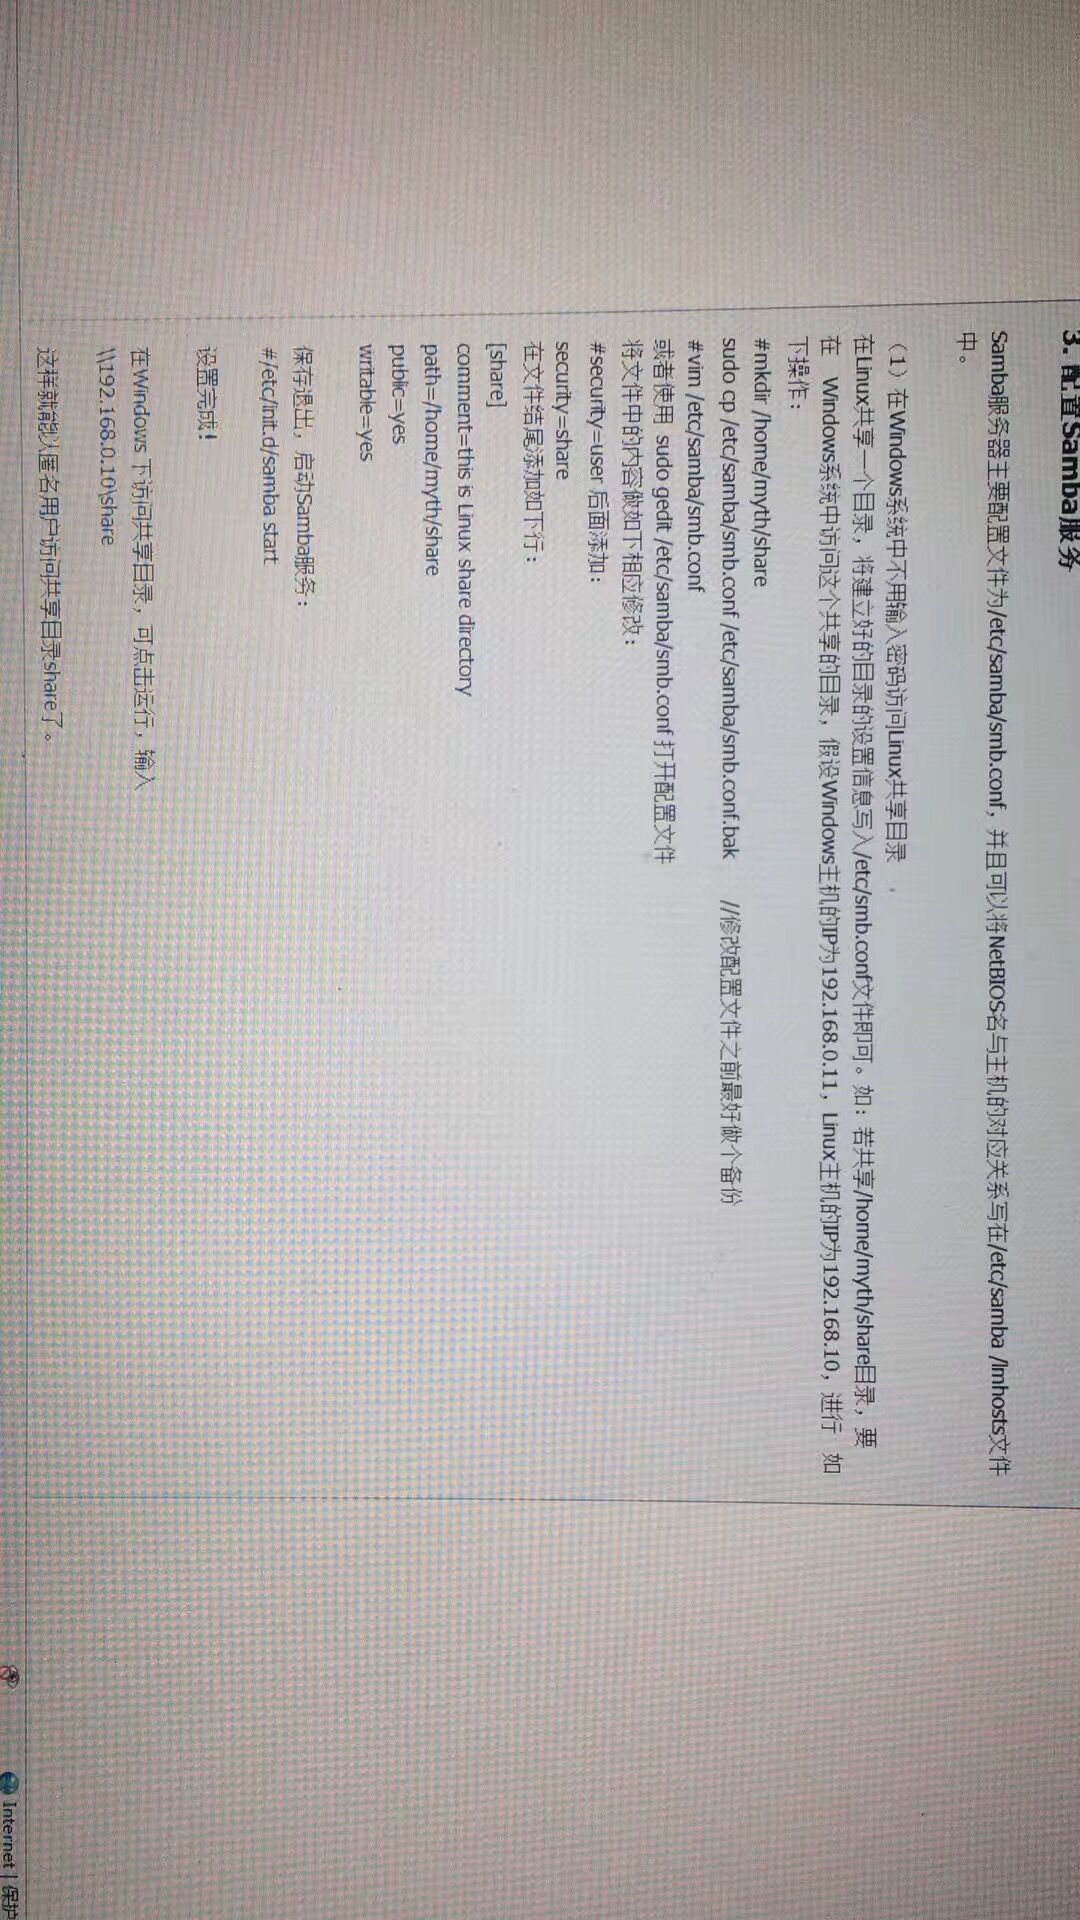 3. 配置Samba服务
Samba服务器主要配置文件为/etc/samba/smb.conf，并且可以将NetBIOS名与主机的对应关系写在/etc/samba /lmhosts文件
中。
（1）在Windows系统中不用输入密码访问Linux共享目录
在Linux共享一个目录，将建立好的目录的设置信息写入/etc/smb.conf文件即可。如：若共享/home/myth/share目录，要
在 Windows系统中访问这个共享的目录，假设Windows主机的IP为192.168.0.11，Linux主机的IP为192.168.10，进行 如
下操作：
#mkdir /home/myth/share
sudo cp /etc/samba/smb.conf /etc/samba/smb.conf.bak //修改配置文件之前最好做个备份
#vim /etc/samba/smb.conf
或者使用 sudo gedit /etc/samba/smb.conf 打开配置文件
将文件中的内容做如下相应修改：
#security=user 后面添加：
security=share
在文件结尾添加如下行：
[share]
comment=this is Linux share directory
path=/home/myth/share
public=yes
writable=yes
保存退出，启动Samba服务：
#/etc/init.d/samba start
设置完成！
在Windows 下访问共享目录，可点击运行，输入
\\192.168.0.10\share
这样就能以匿名用户访问共享目录share了。
Internet | 保护